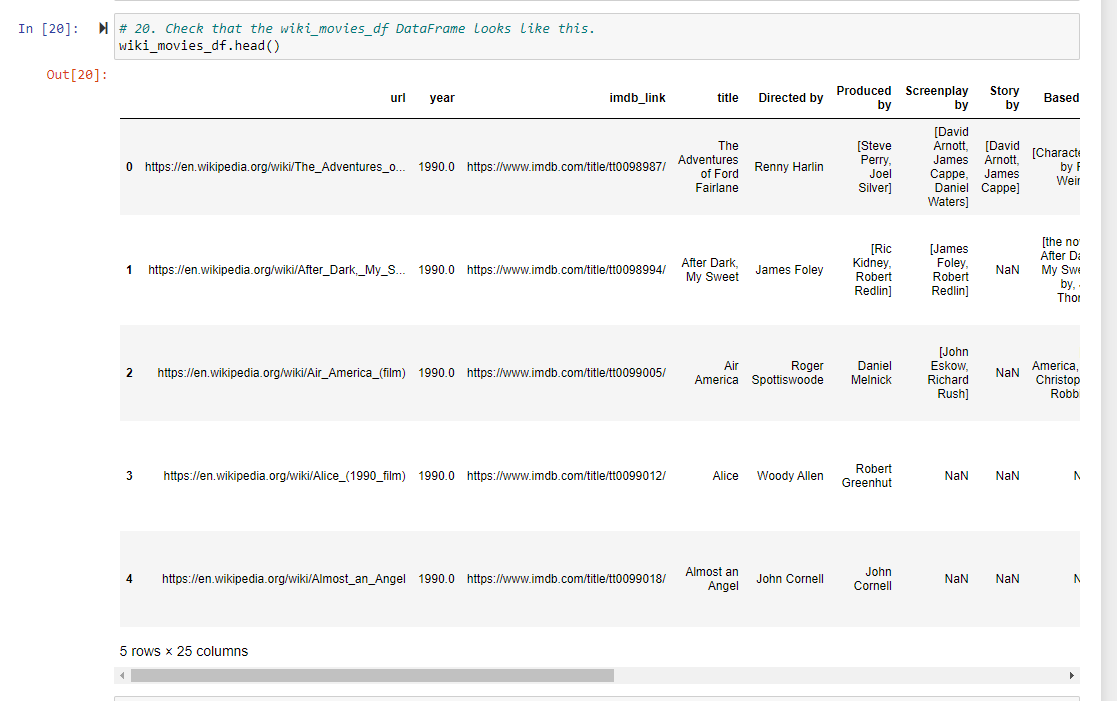 In [20]: # 20. Check that the wiki_movies_df DataFrame looks like this.
wiki_movies_df.head()
Out[20]:
url year imdb_link title Directed by Produced by Screenplay by Story by Based
0 https://en.wikipedia.org/wiki/The_Adventures_o... 1990.0 https://www.imdb.com/title/tt0098987/ The Adventures of Ford Fairlane Renny Harlin [Steve Perry, Joel Silver] [David Arnott, James Cappe, Daniel Waters] [David Arnott, James Cappe] [Characte by F Wein
1 https://en.wikipedia.org/wiki/After_Dark,_My_S... 1990.0 https://www.imdb.com/title/tt0098994/ After Dark, My Sweet James Foley [Ric Kidney, Robert Redlin] [James Foley, Robert Redlin] NaN [the no After Da My Swe by, Thor
2 https://en.wikipedia.org/wiki/Air_America_(film) 1990.0 https://www.imdb.com/title/tt0099005/ Air America Roger Spottiswoode Daniel Melnick [John Eskow, Richard Rush] NaN America, Christop Robb
3 https://en.wikipedia.org/wiki/Alice_(1990_film) 1990.0 https://www.imdb.com/title/tt0099012/ Alice Woody Allen Robert Greenhut NaN NaN N
4 https://en.wikipedia.org/wiki/Almost_an_Angel 1990.0 https://www.imdb.com/title/tt0099018/ Almost an Angel John Cornell John Cornell NaN NaN N
5 rows × 25 columns